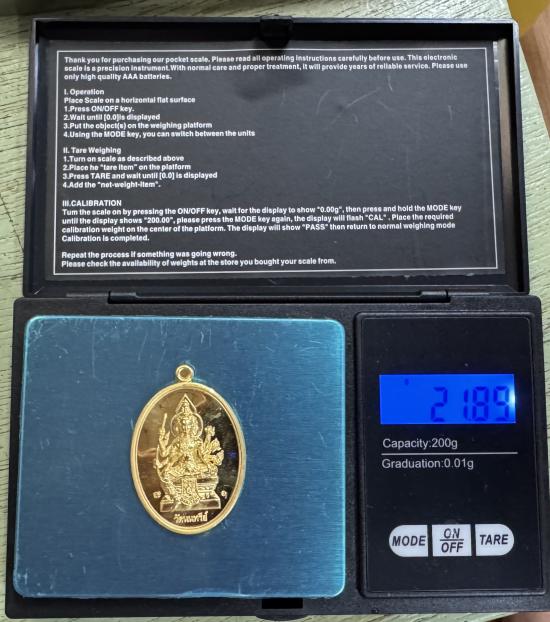 Thank you for purchasing our pocket scale. Please read all operating instructions carefully before use. This electronic
scale is a precision instrument.With normal care and proper treatment, it will provide years of reliable service. Please use
only high quality AAA batteries.
I. Operation
Place Scale on a horizontal flat surface
1.Press ON/OFF key.
2.Wait until [0.0]is displayed
3.Put the object(s) on the weighing platform
4.Using the MODE key, you can switch between the units
II. Tare Weighing
1.Turn on scale as described above
2.Place he "tare item" on the platform
3.Press TARE and wait until [0.0] is displayed
4.Add the "net-weight-item".
III.CALIBRATION
Turn the scale on by pressing the ON/OFF key, wait for the display to show "0.00g", then press and hold the MODE key
until the display shows "200.00", please press the MODE key again, the display will flash "CAL" . Place the required
calibration weight on the center of the platform. The display will show "PASS" then return to normal weighing mode
Calibration is completed.
Repeat the process if something was going wrong.
Please check the availability of weights at the store you bought your scale from.
21.89
Capacity:200g
Graduation:0.01g
MODE
ON
OFF
TARE